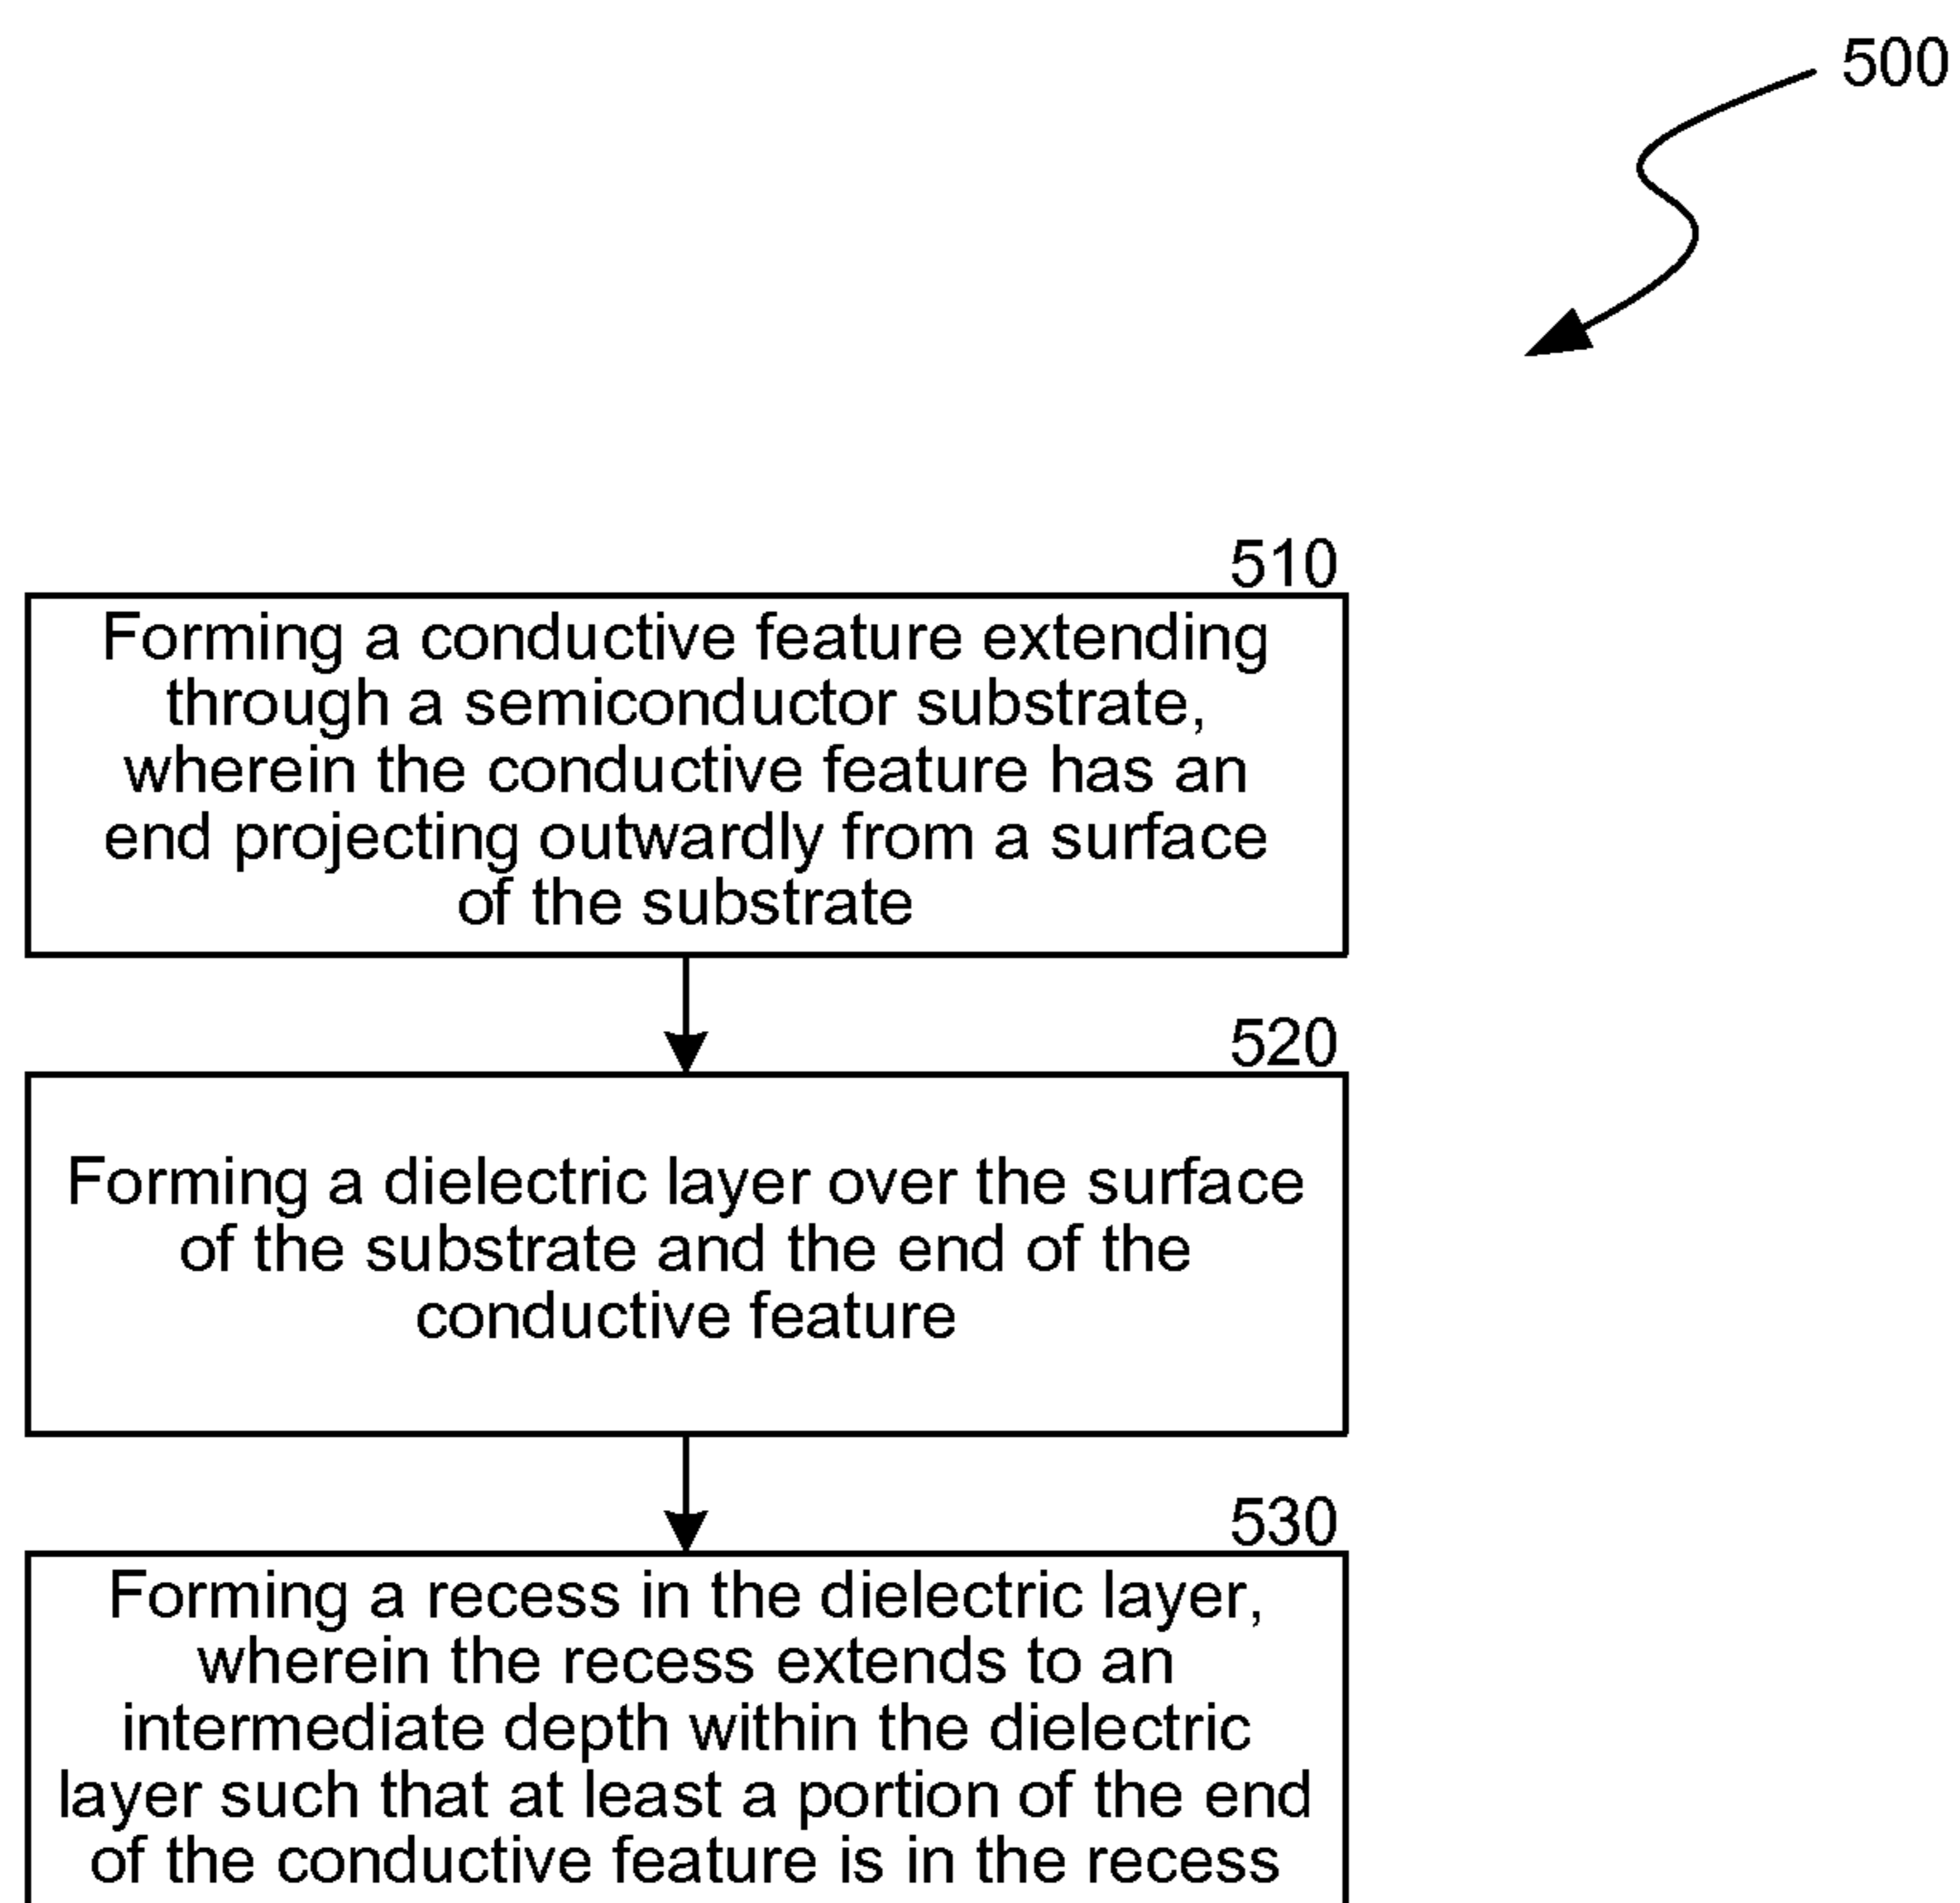 500
510
Forming a conductive feature extending
through a semiconductor substrate,
wherein the conductive feature has an
end projecting outwardly from a surface
of the substrate
520
Forming a dielectric layer over the surface
of the substrate and the end of the
conductive feature
530
Forming a recess in the dielectric layer,
wherein the recess extends to an
intermediate depth within the dielectric
layer such that at least a portion of the end
of the conductive feature is in the recess